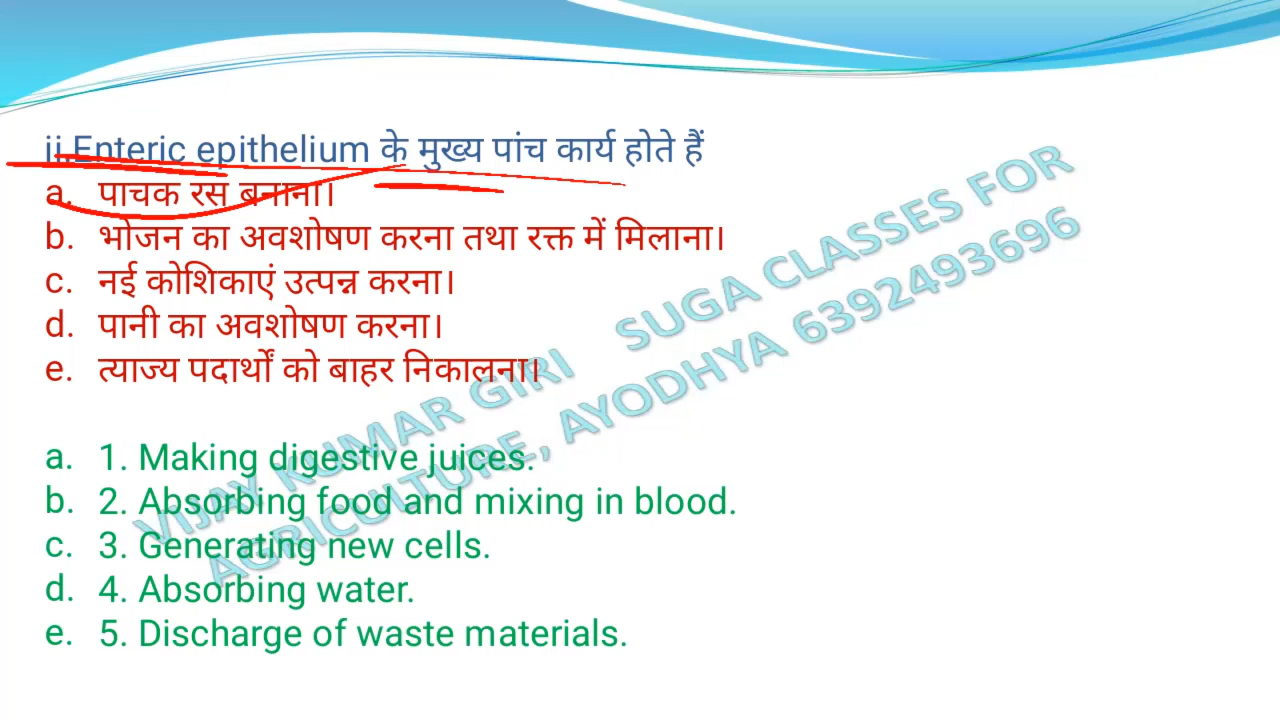 ii.Enteric epithelium के मुख्य पांच कार्य होते हैं
a. पाचक रस बनाना।
b. भोजन का अवशोषण करना तथा रक्त में मिलाना।
c. नई कोशिकाएं उत्पन्न करना।
d. पानी का अवशोषण करना।
e. त्याज्य पदार्थों को बाहर निकालना।
a. 1. Making digestive juices.
b. 2. Absorbing food and mixing in blood.
c. 3. Generating new cells.
d. 4. Absorbing water.
e. 5. Discharge of waste materials.
VIJAY KUMAR GIRI SUGA CLASSES FOR
AGRICULTURE, AYODHYA 6392493696